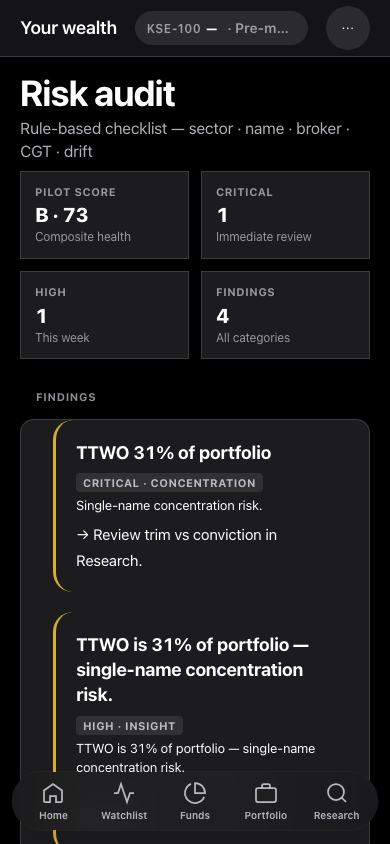 Your wealth
KSE-100 — · Pre-m...
...
Risk audit
Rule-based checklist — sector · name · broker ·
CGT · drift
PILOT SCORE
B · 73
Composite health
CRITICAL
1
Immediate review
HIGH
1
This week
FINDINGS
4
All categories
FINDINGS
TTWO 31% of portfolio
CRITICAL · CONCENTRATION
Single-name concentration risk.
→ Review trim vs conviction in
Research.
TTWO is 31% of portfolio —
single-name concentration
risk.
HIGH · INSIGHT
TTWO is 31% of portfolio — single-name
concentration risk.
Home
Watchlist
Funds
Portfolio
Research